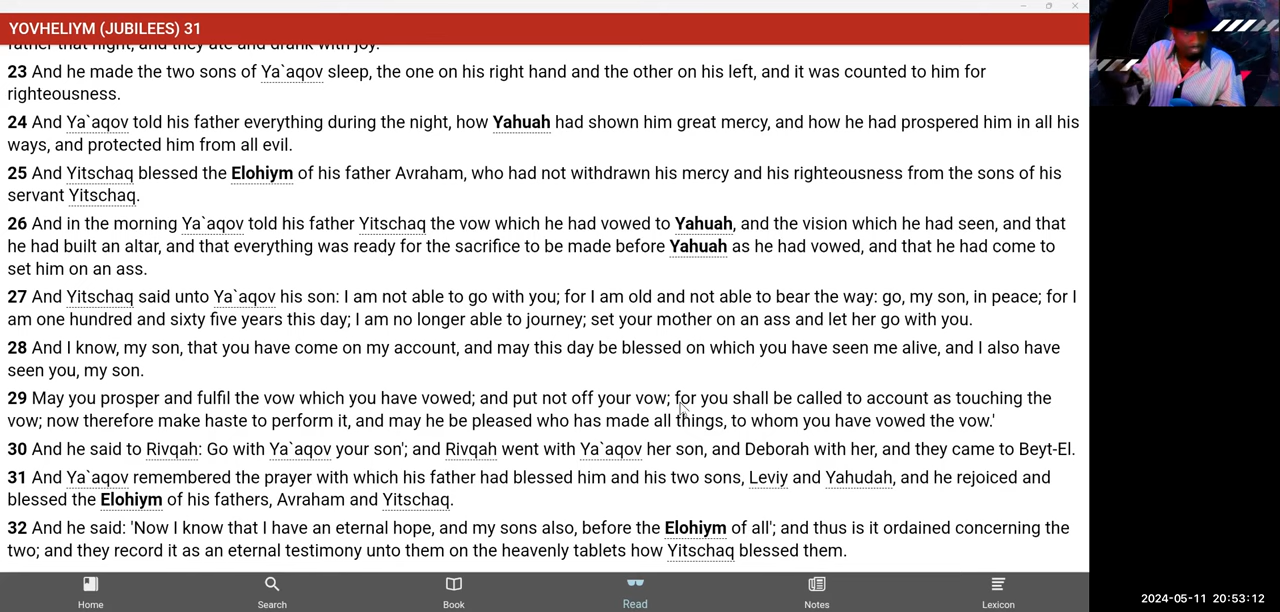 YOVHELIYM (JUBILEES) 31
father that night, and they ate and drank with joy.
23 And he made the two sons of Ya`aqov sleep, the one on his right hand and the other on his left, and it was counted to him for
righteousness.
24 And Ya`aqov told his father everything during the night, how Yahuah had shown him great mercy, and how he had prospered him in all his
ways, and protected him from all evil.
25 And Yitschaq blessed the Elohiym of his father Avraham, who had not withdrawn his mercy and his righteousness from the sons of his
servant Yitschaq.
26 And in the morning Ya`aqov told his father Yitschaq the vow which he had vowed to Yahuah, and the vision which he had seen, and that
he had built an altar, and that everything was ready for the sacrifice to be made before Yahuah as he had vowed, and that he had come to
set him on an ass.
27 And Yitschaq said unto Ya`aqov his son: I am not able to go with you; for I am old and not able to bear the way: go, my son, in peace; for I
am one hundred and sixty five years this day; I am no longer able to journey; set your mother on an ass and let her go with you.
28 And I know, my son, that you have come on my account, and may this day be blessed on which you have seen me alive, and I also have
seen you, my son.
29 May you prosper and fulfil the vow which you have vowed; and put not off your vow; for you shall be called to account as touching the
vow; now therefore make haste to perform it, and may he be pleased who has made all things, to whom you have vowed the vow.'
30 And he said to Rivqah: Go with Ya`aqov your son'; and Rivqah went with Ya`aqov her son, and Deborah with her, and they came to Beyt-El.
31 And Ya`aqov remembered the prayer with which his father had blessed him and his two sons, Leviy and Yahudah, and he rejoiced and
blessed the Elohiym of his fathers, Avraham and Yitschaq.
32 And he said: 'Now I know that I have an eternal hope, and my sons also, before the Elohiym of all'; and thus is it ordained concerning the
two; and they record it as an eternal testimony unto them on the heavenly tablets how Yitschaq blessed them.
Home Search Book Read Notes Lexicon
2024-05-11 20:53:12